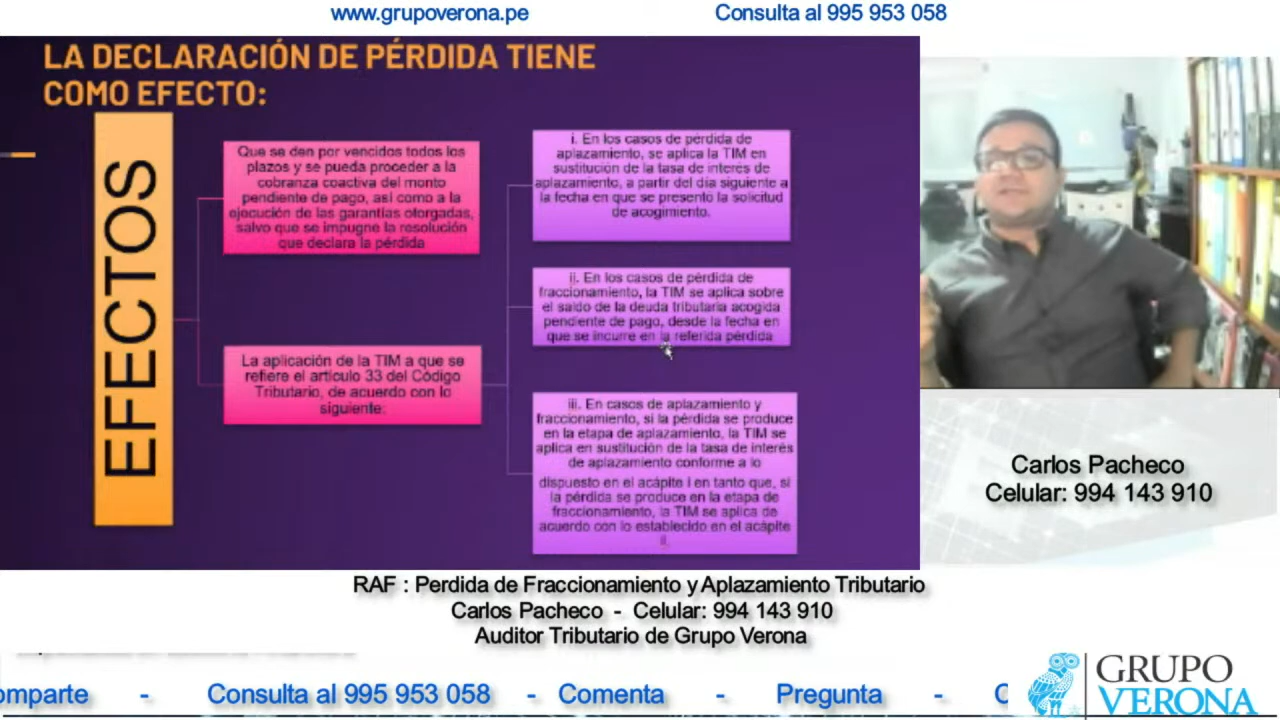 www.grupoverona.pe
Consulta al 995 953 058
LA DECLARACIÓN DE PÉRDIDA TIENE
COMO EFECTO:
EFECTOS
Que se den por vencidos todos los
plazos y se pueda proceder a la
cobranza coactiva del monto
pendiente de pago, así como a la
ejecución de las garantías otorgadas,
salvo que se impugne la resolución
que declara la pérdida
La aplicación de la TIM a que se
refiere el artículo 33 del Código
Tributario, de acuerdo con lo
siguiente:
i. En los casos de pérdida de
aplazamiento, se aplica la TIM en
sustitución de la tasa de interés de
aplazamiento, a partir del día siguiente a
la fecha en que se presentó la solicitud
de acogimiento.
ii. En los casos de pérdida de
fraccionamiento, la TIM se aplica sobre
el saldo de la deuda tributaria acogida
pendiente de pago, desde la fecha en
que se incurre en la referida pérdida
iii. En casos de aplazamiento y
fraccionamiento, si la pérdida se produce
en la etapa de aplazamiento, la TIM se
aplica en sustitución de la tasa de interés
de aplazamiento conforme a lo
dispuesto en el acápite i en tanto que, si
la pérdida se produce en la etapa de
fraccionamiento, la TIM se aplica de
acuerdo con lo establecido en el acápite
ii.
Carlos Pacheco
Celular: 994 143 910
RAF : Perdida de Fraccionamiento y Aplazamiento Tributario
Carlos Pacheco - Celular: 994 143 910
Auditor Tributario de Grupo Verona
omparte - Consulta al 995 953 058 - Comenta - Pregunta - C
GRUPO
VERONA